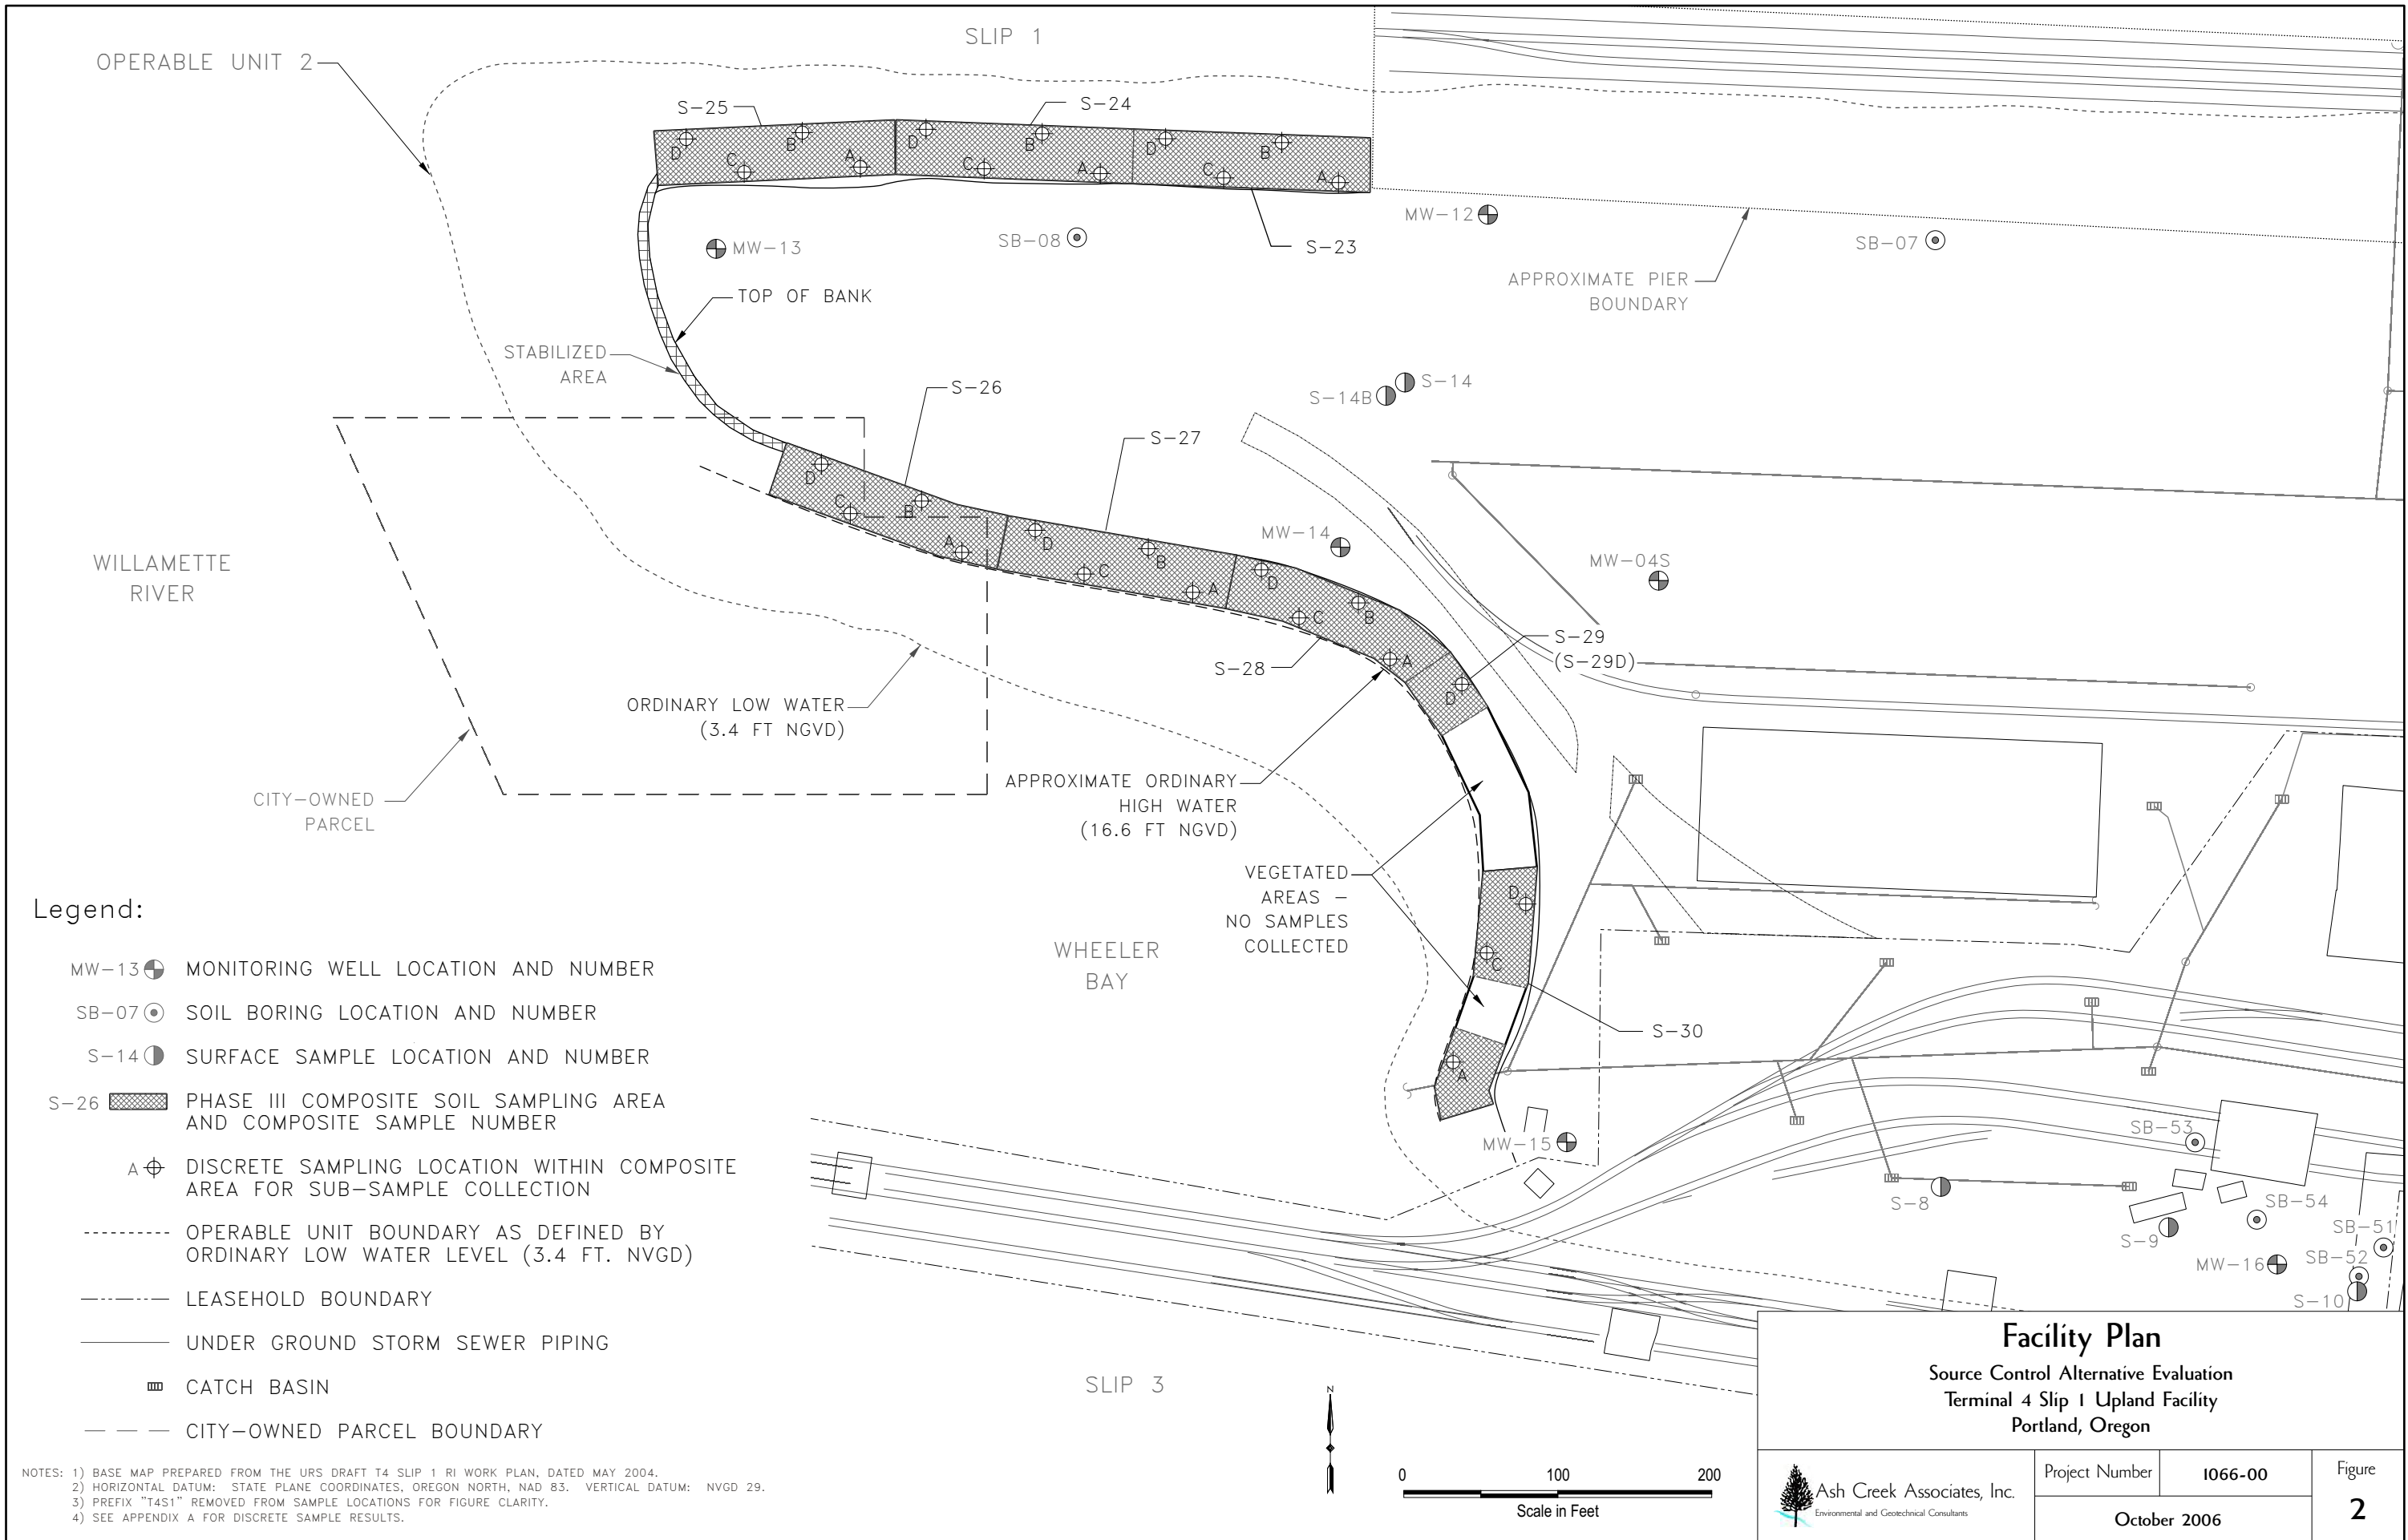 SLIP 1
OPERABLE UNIT 2
S-25
S-24
D
B
C
A
D
B
C
A
D
B
C
A
MW-12
MW-13
SB-08
S-23
SB-07
APPROXIMATE PIER
BOUNDARY
TOP OF BANK
STABILIZED
AREA
S-26
S-14
S-14B
S-27
D
C
B
A
D
C
B
A
MW-14
D
C
B
A
MW-04S
WILLAMETTE
RIVER
S-28
S-29
(S-29D)
D
ORDINARY LOW WATER
(3.4 FT NGVD)
CITY-OWNED
PARCEL
APPROXIMATE ORDINARY
HIGH WATER
(16.6 FT NGVD)
VEGETATED
AREAS -
NO SAMPLES
COLLECTED
D
C
A
WHEELER
BAY
S-30
MW-15
SB-53
S-8
SB-54
S-9
SB-51
MW-16
SB-52
S-10
SLIP 3
Legend:
MW-13 MONITORING WELL LOCATION AND NUMBER
SB-07 SOIL BORING LOCATION AND NUMBER
S-14 SURFACE SAMPLE LOCATION AND NUMBER
S-26 PHASE III COMPOSITE SOIL SAMPLING AREA
AND COMPOSITE SAMPLE NUMBER
A DISCRETE SAMPLING LOCATION WITHIN COMPOSITE
AREA FOR SUB-SAMPLE COLLECTION
OPERABLE UNIT BOUNDARY AS DEFINED BY
ORDINARY LOW WATER LEVEL (3.4 FT. NVGD)
LEASEHOLD BOUNDARY
UNDER GROUND STORM SEWER PIPING
CATCH BASIN
CITY-OWNED PARCEL BOUNDARY
NOTES: 1) BASE MAP PREPARED FROM THE URS DRAFT T4 SLIP 1 RI WORK PLAN, DATED MAY 2004.
2) HORIZONTAL DATUM: STATE PLANE COORDINATES, OREGON NORTH, NAD 83. VERTICAL DATUM: NVGD 29.
3) PREFIX "T4S1" REMOVED FROM SAMPLE LOCATIONS FOR FIGURE CLARITY.
4) SEE APPENDIX A FOR DISCRETE SAMPLE RESULTS.
N
0 100 200
Scale in Feet
Facility Plan
Source Control Alternative Evaluation
Terminal 4 Slip 1 Upland Facility
Portland, Oregon
Ash Creek Associates, Inc.
Environmental and Geotechnical Consultants
Project Number
1066-00
October 2006
Figure
2